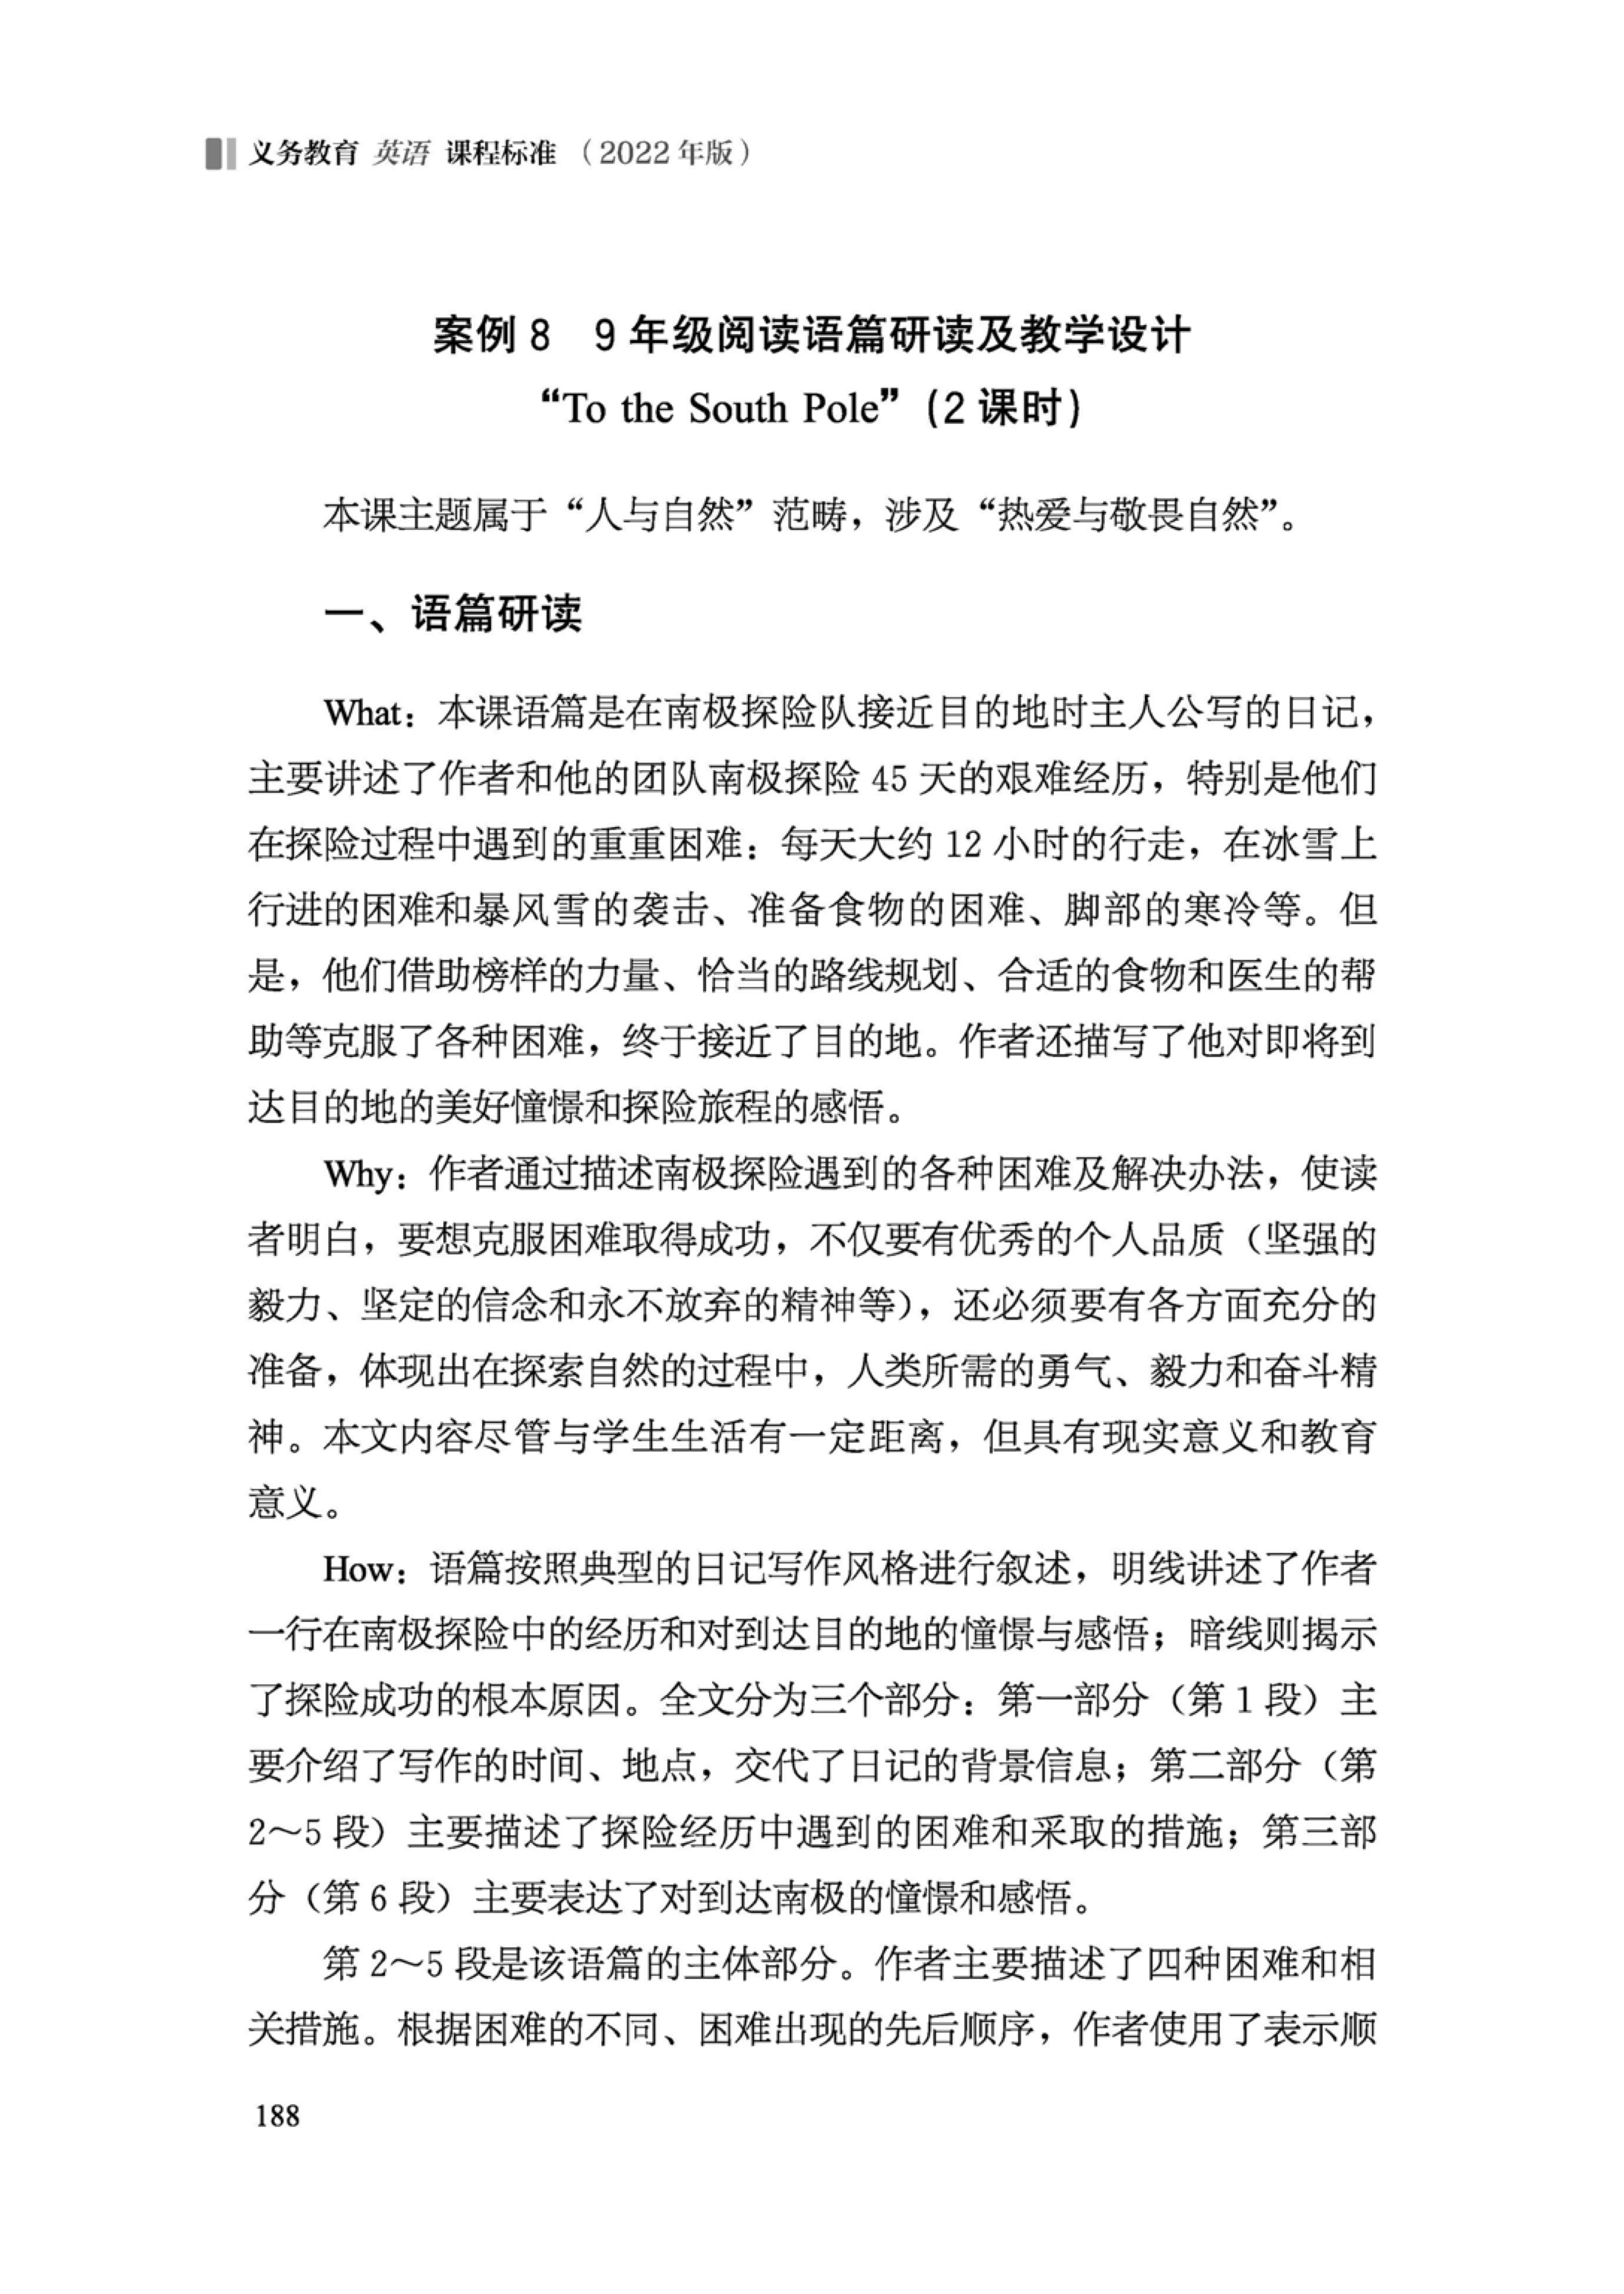 义务教育 英语 课程标准 （2022 年版）
案例 8 9 年级阅读语篇研读及教学设计
“To the South Pole”（2 课时）
本课主题属于“人与自然”范畴，涉及“热爱与敬畏自然”。
一、语篇研读
What：本课语篇是在南极探险队接近目的地时主人公写的日记，
主要讲述了作者和他的团队南极探险 45 天的艰难经历，特别是他们
在探险过程中遇到的重重困难：每天大约 12 小时的行走，在冰雪上
行进的困难和暴风雪的袭击、准备食物的困难、脚部的寒冷等。但
是，他们借助榜样的力量、恰当的路线规划、合适的食物和医生的帮
助等克服了各种困难，终于接近了目的地。作者还描写了他对即将到
达目的地的美好憧憬和探险旅程的感悟。
Why：作者通过描述南极探险遇到的各种困难及解决办法，使读
者明白，要想克服困难取得成功，不仅要有优秀的个人品质（坚强的
毅力、坚定的信念和永不放弃的精神等），还必须要有各方面充分的
准备，体现出在探索自然的过程中，人类所需的勇气、毅力和奋斗精
神。本文内容尽管与学生生活有一定距离，但具有现实意义和教育
意义。
How：语篇按照典型的日记写作风格进行叙述，明线讲述了作者
一行在南极探险中的经历和对到达目的地的憧憬与感悟；暗线则揭示
了探险成功的根本原因。全文分为三个部分：第一部分（第 1 段）主
要介绍了写作的时间、地点，交代了日记的背景信息；第二部分（第
2～5 段）主要描述了探险经历中遇到的困难和采取的措施；第三部
分（第 6 段）主要表达了对到达南极的憧憬和感悟。
第 2～5 段是该语篇的主体部分。作者主要描述了四种困难和相
关措施。根据困难的不同、困难出现的先后顺序，作者使用了表示顺
188